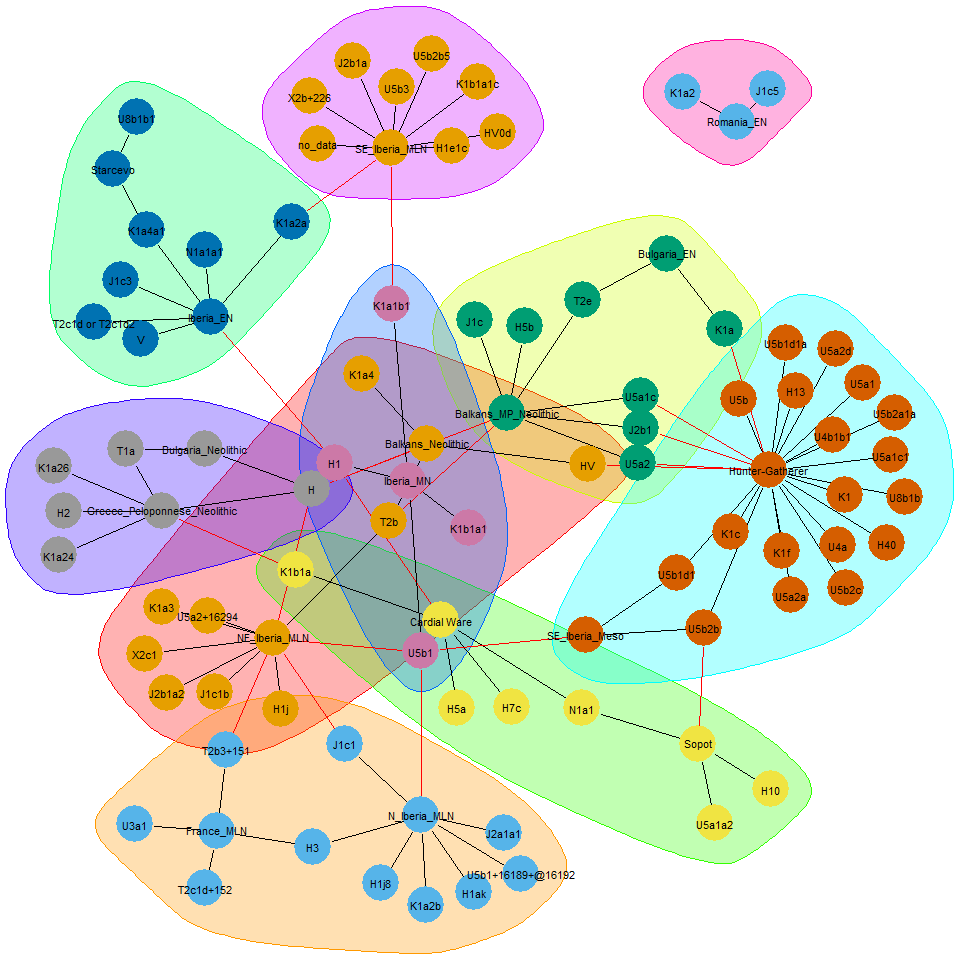 U5b2b5
J2b1a
K1b1a1c
U5b3
X2b+226
HV0d
no_data
SE_Iberia_MLN
H1e1c
K1a2
J1c5
Romania_EN
U8b1b1
Starcevo
K1a4a1
N1a1a1
K1a2a
J1c3
T2c1d or T2c1d2
Iberia_EN
V
K1a1b1
Bulgaria_EN
T2e
J1c
H5b
K1a
K1a4
Balkans_MP_Neolithic
U5a1c
J2b1
U5a2
HV
Balkans_Neolithic
U5b1d1a
U5a2d
U5a1
H13
U5b
U5b2a1a
U4b1b1
U5a1c1
Hunter-Gatherer
K1
U8b1b
K1c
K1f
U4a
H40
U5b1d1
U5a2a
U5b2c
SE_Iberia_Meso
U5b2b
T1a
Bulgaria_Neolithic
K1a26
H1
H
Iberia_MN
H2
Greece_Peloponnese_Neolithic
T2b
K1b1a1
K1a24
K1b1a
K1a3
U5a2+16294
Cardial Ware
NE_Iberia_MLN
X2c1
U5b1
J2b1a2
J1c1b
H1j
H5a
H7c
N1a1
Sopot
H10
U5a1a2
T2b3+151
J1c1
U3a1
France_MLN
N_Iberia_MLN
H3
J2a1a1
T2c1d+152
H1j8
U5b1+16189+@16192
K1a2b
H1ak